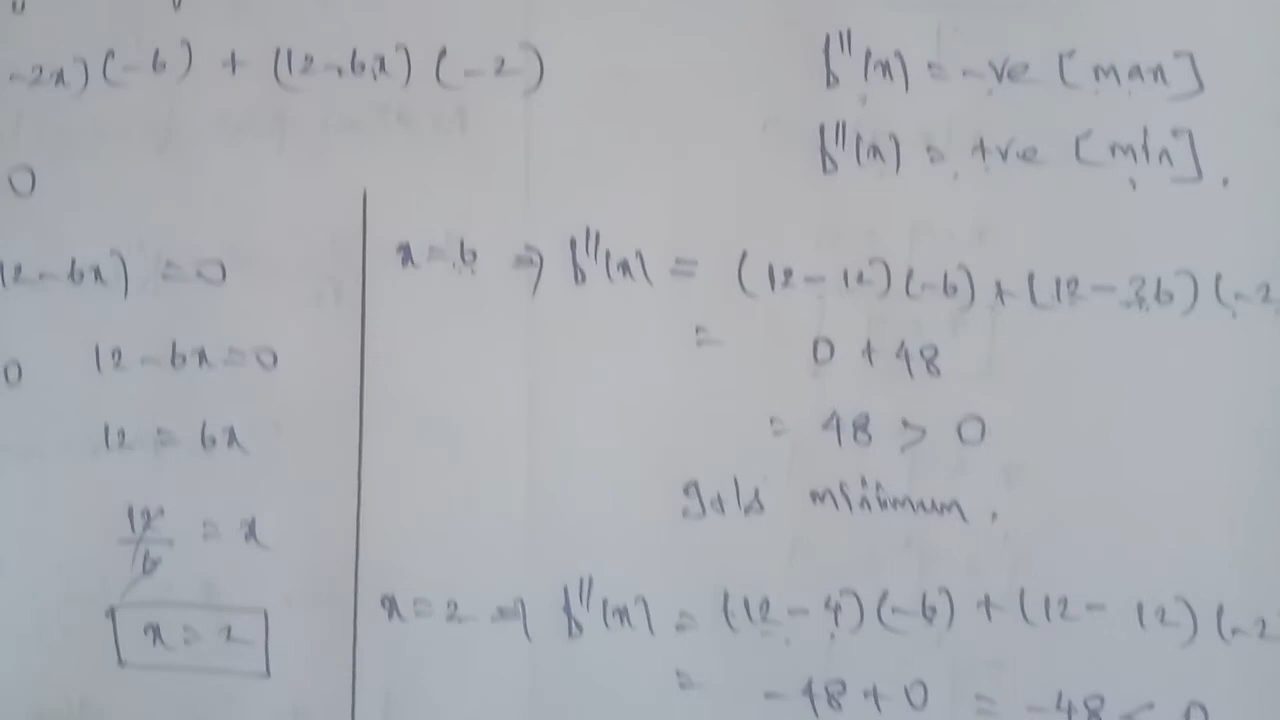 -2x)(-6) + (12-6x)(-2)
0
12-6x) =0
0 12-6x=0
12 = 6x
12/6 = x
x=2
f''(x) = -ve [max]
f''(x) = +ve [min].
x=6 ⇒ f''(x) = (12-12)(-6)+(12-36)(-2
= 0+48
= 48 > 0
minimum.
x=2 ⇒ f''(x) = (12-4)(-6)+(12-12)(-2
= -48+0 = -48 < 0